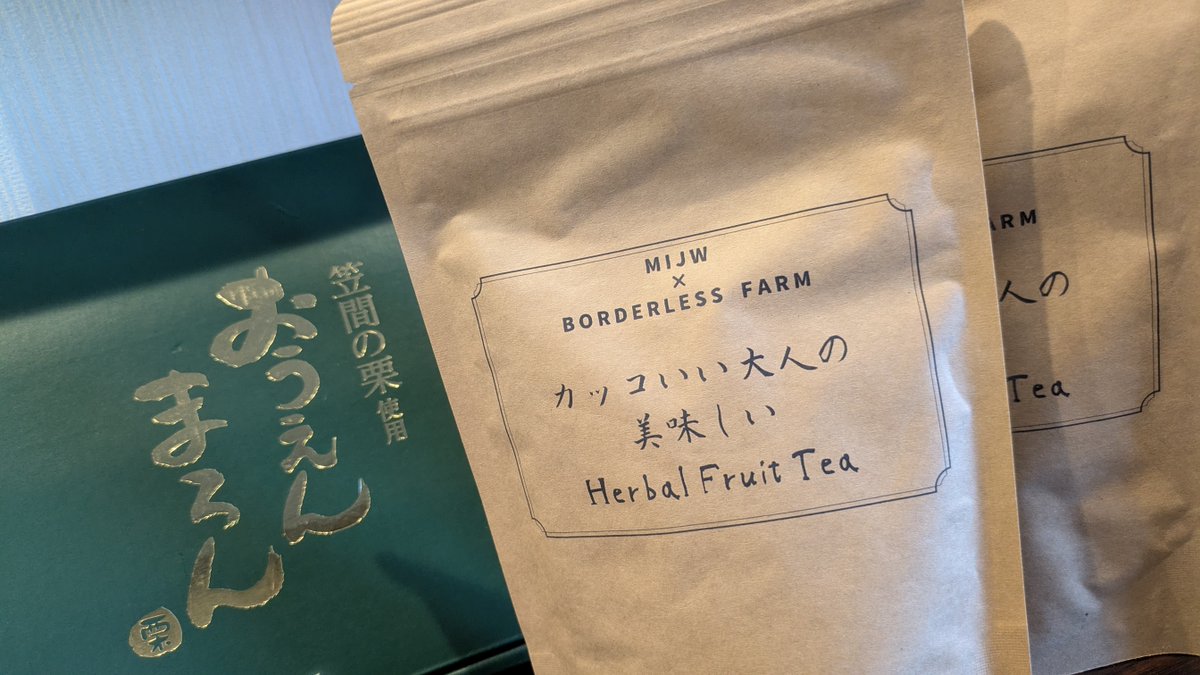 笠間の栗使用
おうえん
まろん
栗
MIJW
×
BORDERLESS FARM
カッコいい大人の
美味しい
Herbal Fruit Tea
ARM
人の
Tea